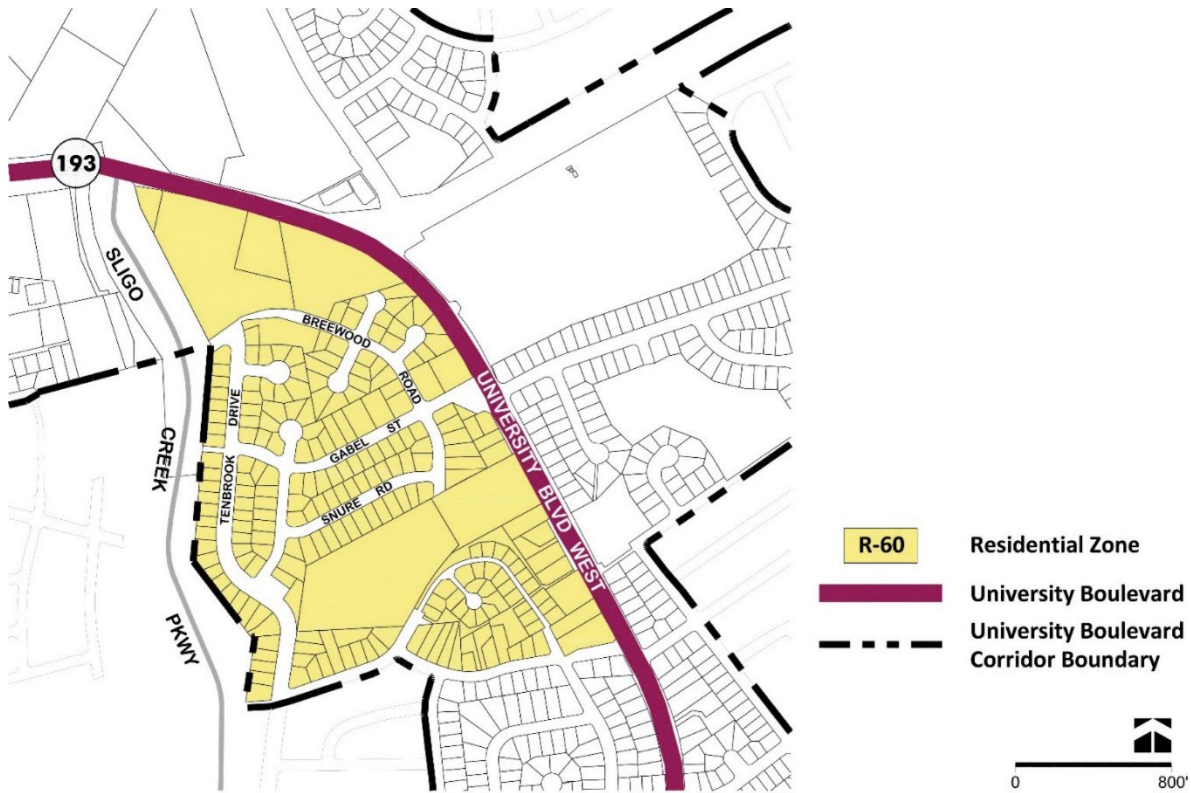 193
SLIGO
CREEK
PKWY
BREEWOOD
ROAD
DRIVE
TENBROOK
GABEL ST
SNURE RD
UNIVERSITY BLVD WEST
R-60
Residential Zone
University Boulevard
University Boulevard
Corridor Boundary
0
800'